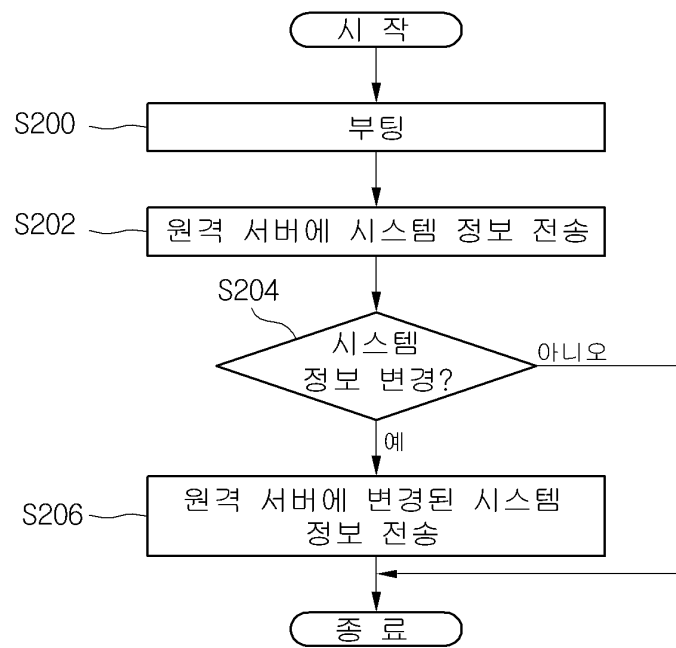 시 작
S200
부팅
S202
원격 서버에 시스템 정보 전송
S204
시스템
정보 변경?
아니오
예
S206
원격 서버에 변경된 시스템
정보 전송
종 료